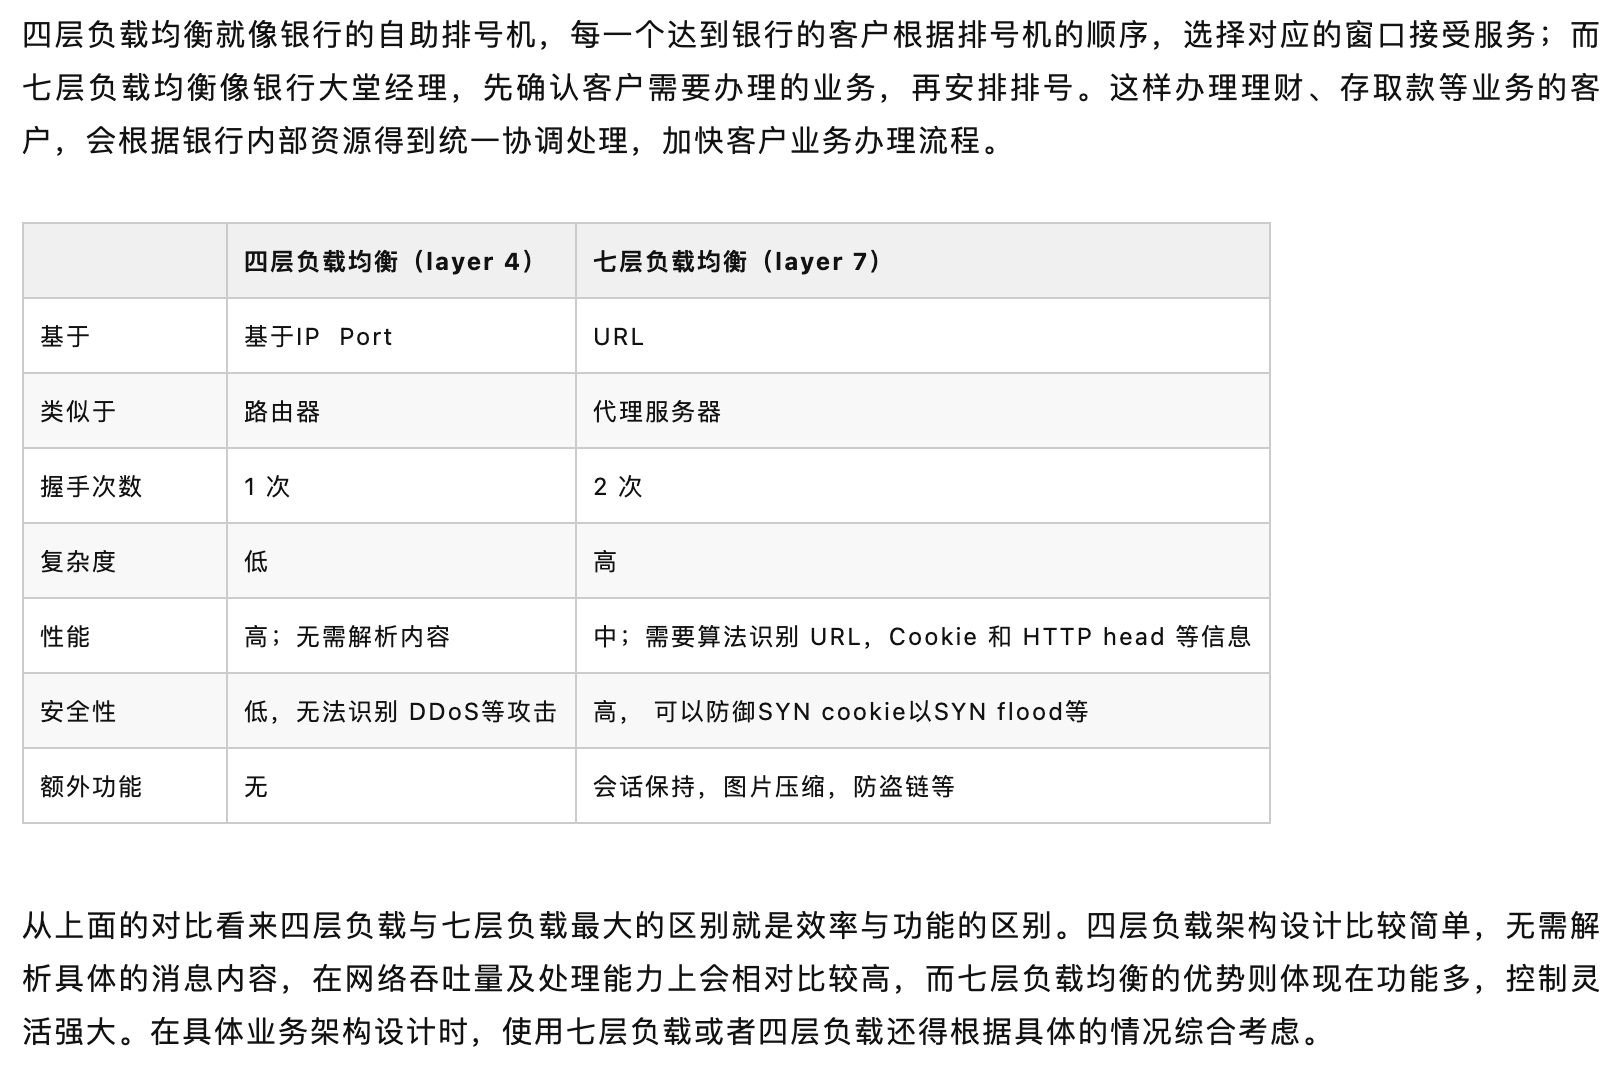 四层负载均衡就像银行的自助排号机，每一个达到银行的客户根据排号机的顺序，选择对应的窗口接受服务；而
七层负载均衡像银行大堂经理，先确认客户需要办理的业务，再安排排号。这样办理理财、存取款等业务的客
户，会根据银行内部资源得到统一协调处理，加快客户业务办理流程。
四层负载均衡（layer 4） 七层负载均衡（layer 7）
基于 基于IP Port URL
类似于 路由器 代理服务器
握手次数 1 次 2 次
复杂度 低 高
性能 高；无需解析内容 中；需要算法识别 URL，Cookie 和 HTTP head 等信息
安全性 低，无法识别 DDoS等攻击 高， 可以防御SYN cookie以SYN flood等
额外功能 无 会话保持，图片压缩，防盗链等
从上面的对比看来四层负载与七层负载最大的区别就是效率与功能的区别。四层负载架构设计比较简单，无需解
析具体的消息内容，在网络吞吐量及处理能力上会相对比较高，而七层负载均衡的优势则体现在功能多，控制灵
活强大。在具体业务架构设计时，使用七层负载或者四层负载还得根据具体的情况综合考虑。